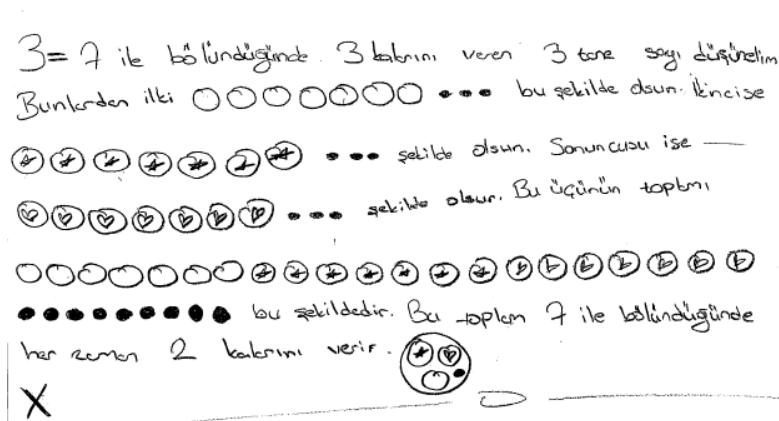 3= 7 ile bölündüğünde 3 kalanını veren 3 tane sayı düşünelim
Bunlardan ilki bu şekilde olsun. İkincise
şekilde olsun. Sonuncusu ise
şekilde olsun. Bu üçünün toplamı
bu şekildedir. Bu toplam 7 ile bölündüğünde
her zaman 2 kalanını verir.
X